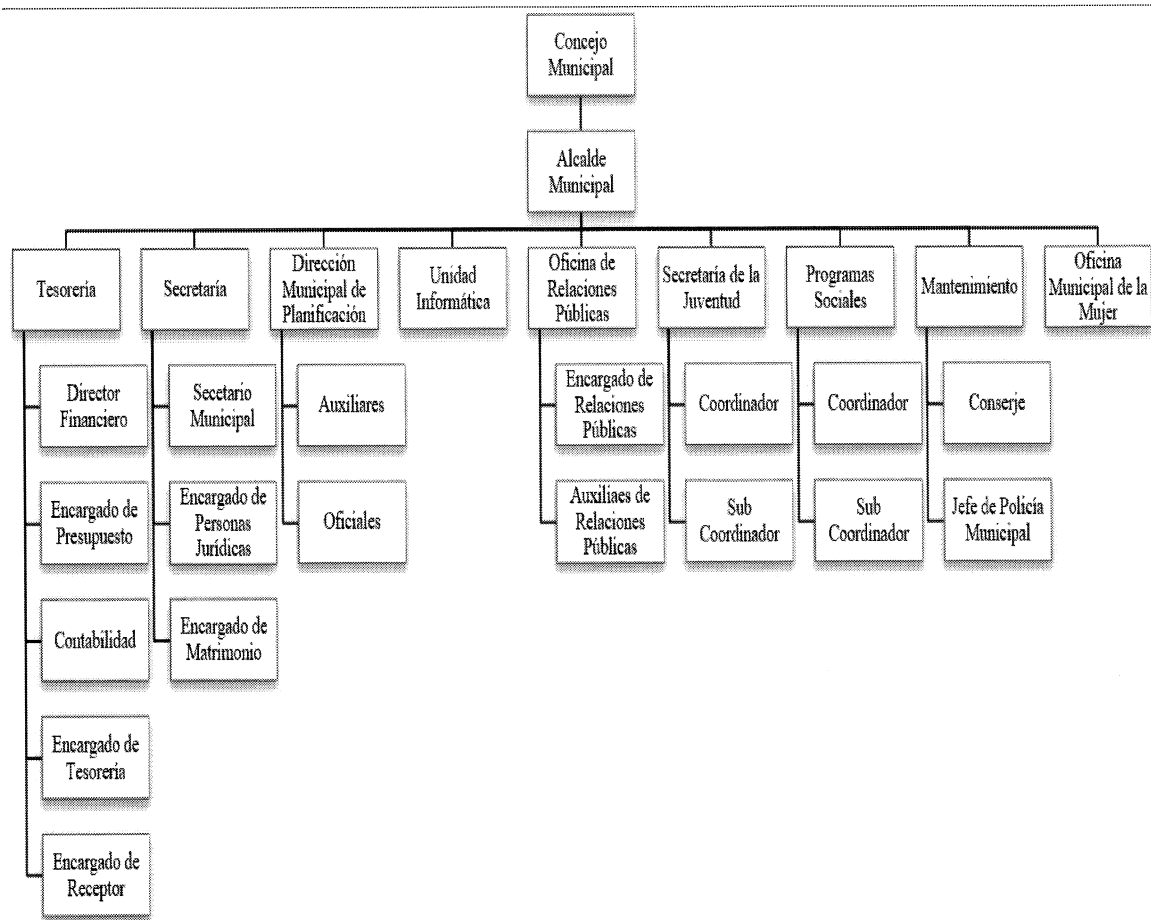 Concejo
Municipal
Alcalde
Municipal
Tesorería
Secretaría
Dirección
Municipal de
Planificación
Unidad
Informática
Oficina de
Relaciones
Públicas
Secretaría de la
Juventud
Programas
Sociales
Mantenimiento
Oficina
Municipal de la
Mujer
Director
Financiero
Encargado de
Presupuesto
Contabilidad
Encargado de
Tesorería
Encargado de
Receptor
Secetario
Municipal
Encargado de
Personas
Jurídicas
Encargado de
Matrimonio
Auxiliares
Oficiales
Encargado de
Relaciones
Públicas
Auxiliaes de
Relaciones
Públicas
Coordinador
Sub
Coordinador
Coordinador
Sub
Coordinador
Conserje
Jefe de Policía
Municipal